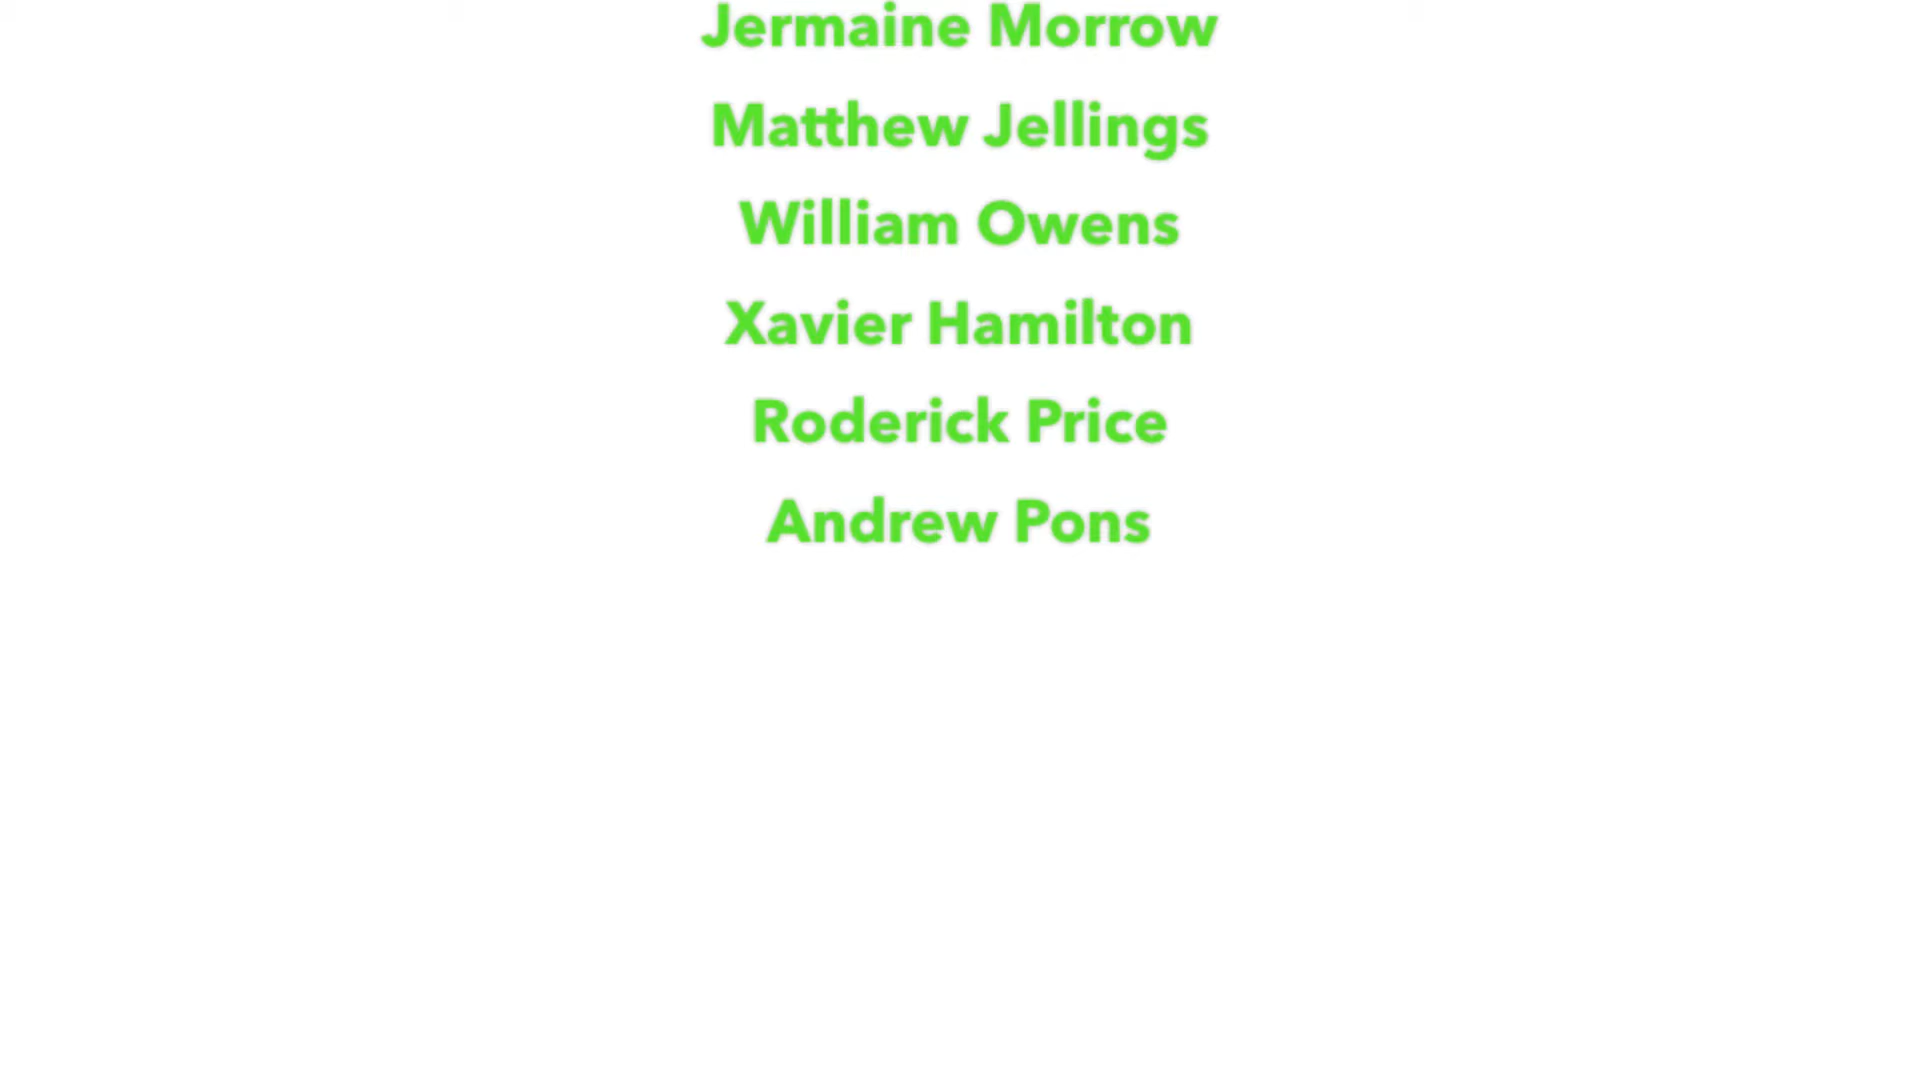 Jermaine Morrow
Matthew Jellings
William Owens
Xavier Hamilton
Roderick Price
Andrew Pons